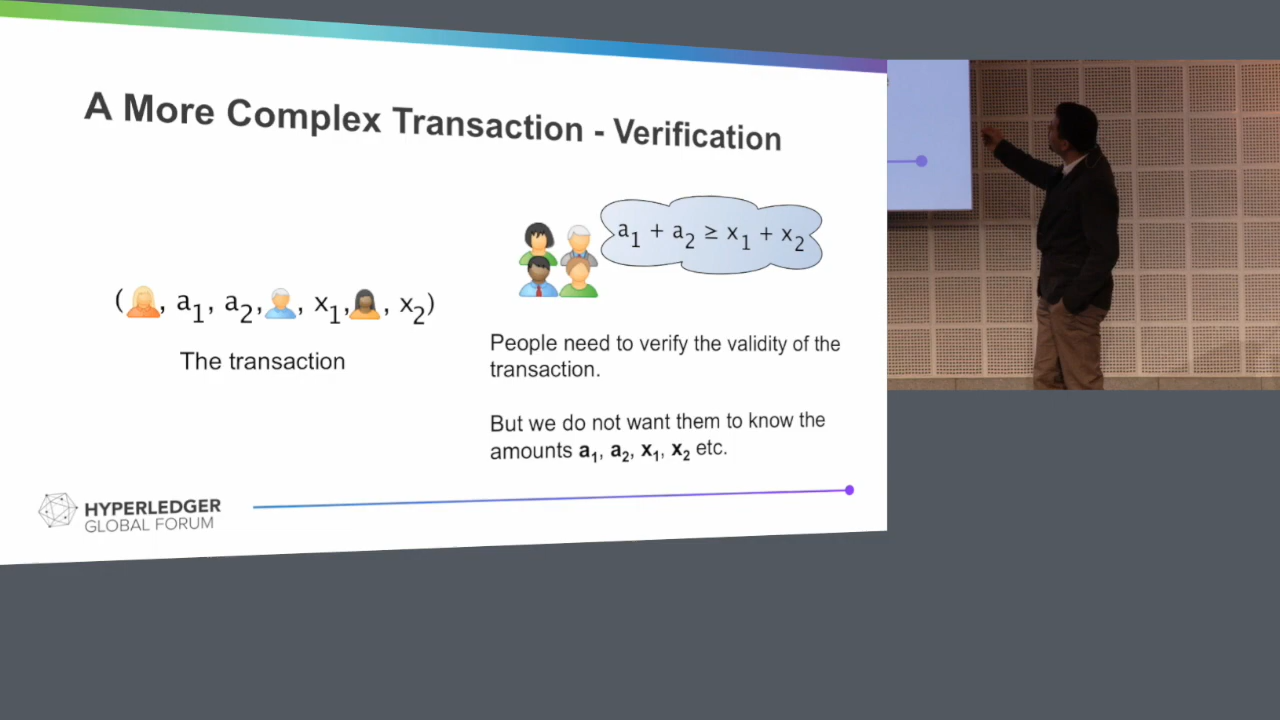 A More Complex Transaction - Verification
a₁ + a₂ ≥ x₁ + x₂
( , a₁, a₂, , x₁, , x₂)
The transaction
People need to verify the validity of the
transaction.
But we do not want them to know the
amounts a₁, a₂, x₁, x₂ etc.
HYPERLEDGER
GLOBAL FORUM